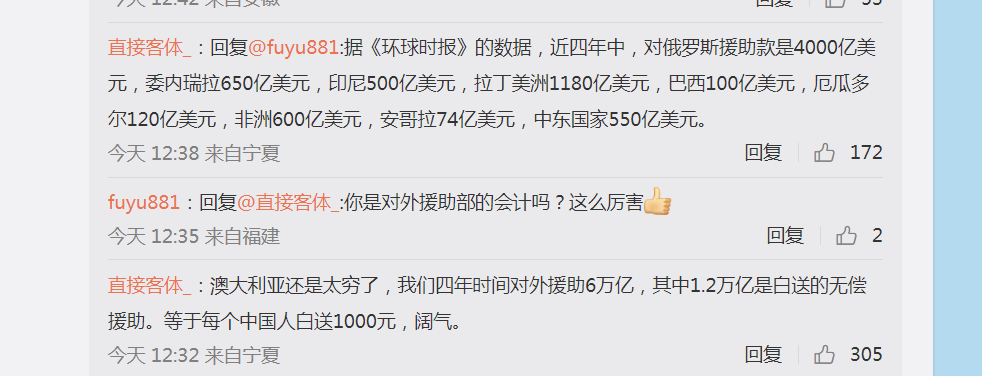 今天 12:42 来自安徽
回复 55
直接客体_：回复@fuyu881:据《环球时报》的数据，近四年中，对俄罗斯援助款是4000亿美
元，委内瑞拉650亿美元，印尼500亿美元，拉丁美洲1180亿美元，巴西100亿美元，厄瓜多
尔120亿美元，非洲600亿美元，安哥拉74亿美元，中东国家550亿美元。
今天 12:38 来自宁夏
回复 172
fuyu881：回复@直接客体_:你是对外援助部的会计吗？这么厉害
今天 12:35 来自福建
回复 2
直接客体_：澳大利亚还是太穷了，我们四年时间对外援助6万亿，其中1.2万亿是白送的无偿
援助。等于每个中国人白送1000元，阔气。
今天 12:32 来自宁夏
回复 305